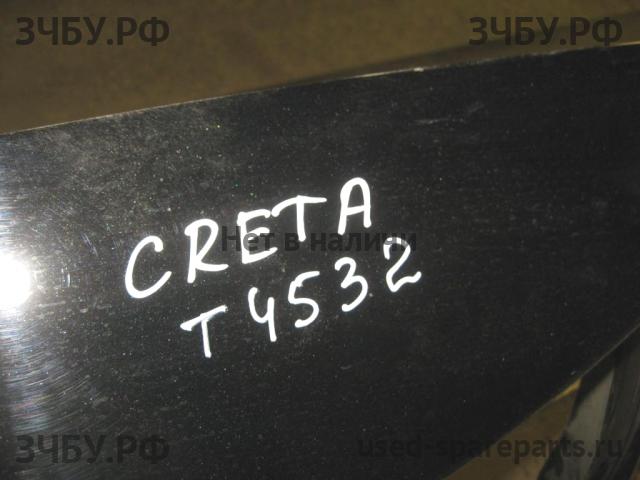 ЗЧБУ.РФ ЗЧБУ.РФ
CRETA
Нет в наличии
T4532
ЗЧБУ.РФ used-spareparts.ru